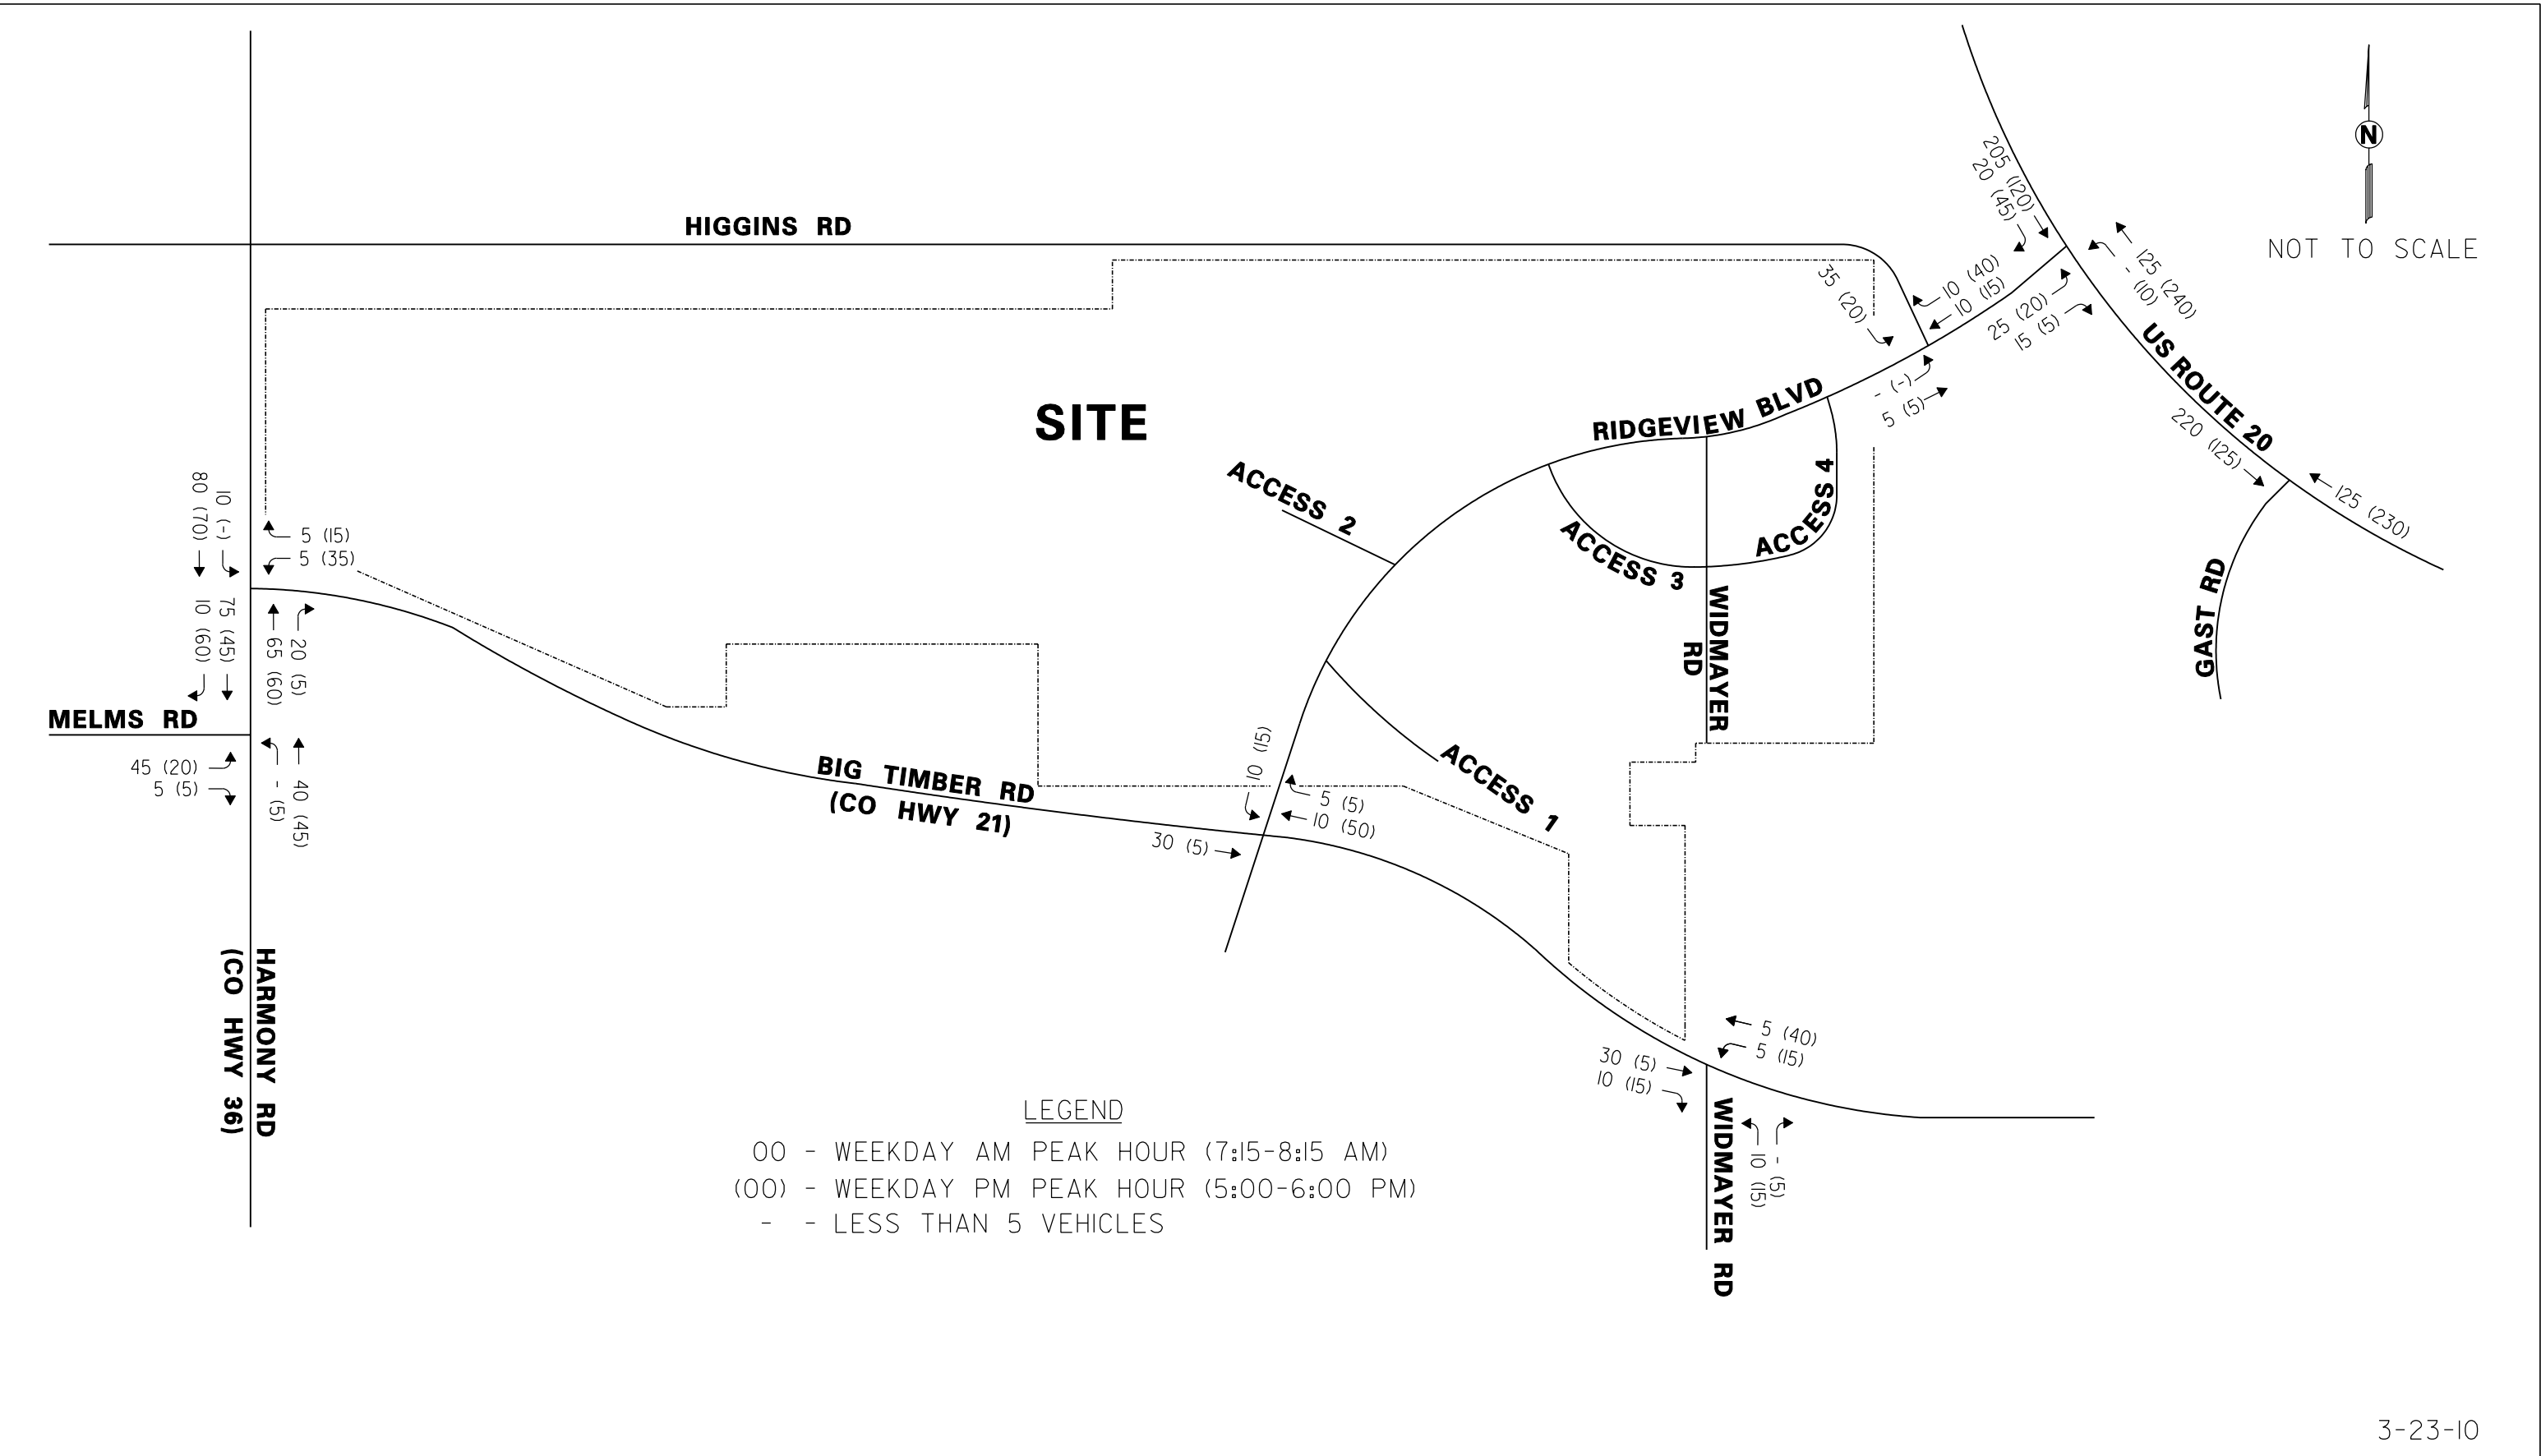 205 (120)
20 (45)
N
NOT TO SCALE
HIGGINS RD
35 (20)
10 (40)
10 (15)
125 (240)
- (10)
25 (20)
15 (5)
US ROUTE 20
220 (125)
125 (230)
GAST RD
- (-)
5 (5)
RIDGEVIEW BLVD
SITE
ACCESS 2
ACCESS 3
ACCESS 4
WIDMAYER
RD
10 (-)
80 (70)
5 (15)
5 (35)
75 (45)
10 (60)
20 (5)
65 (60)
MELMS RD
45 (20)
5 (5)
40 (45)
- (5)
BIG TIMBER RD
(CO HWY 21)
10 (15)
5 (5)
10 (50)
30 (5)
ACCESS 1
HARMONY RD
(CO HWY 36)
5 (40)
5 (15)
30 (5)
10 (15)
- (5)
10 (15)
WIDMAYER RD
LEGEND
00 - WEEKDAY AM PEAK HOUR (7:15-8:15 AM)
(00) - WEEKDAY PM PEAK HOUR (5:00-6:00 PM)
- - LESS THAN 5 VEHICLES
3-23-10